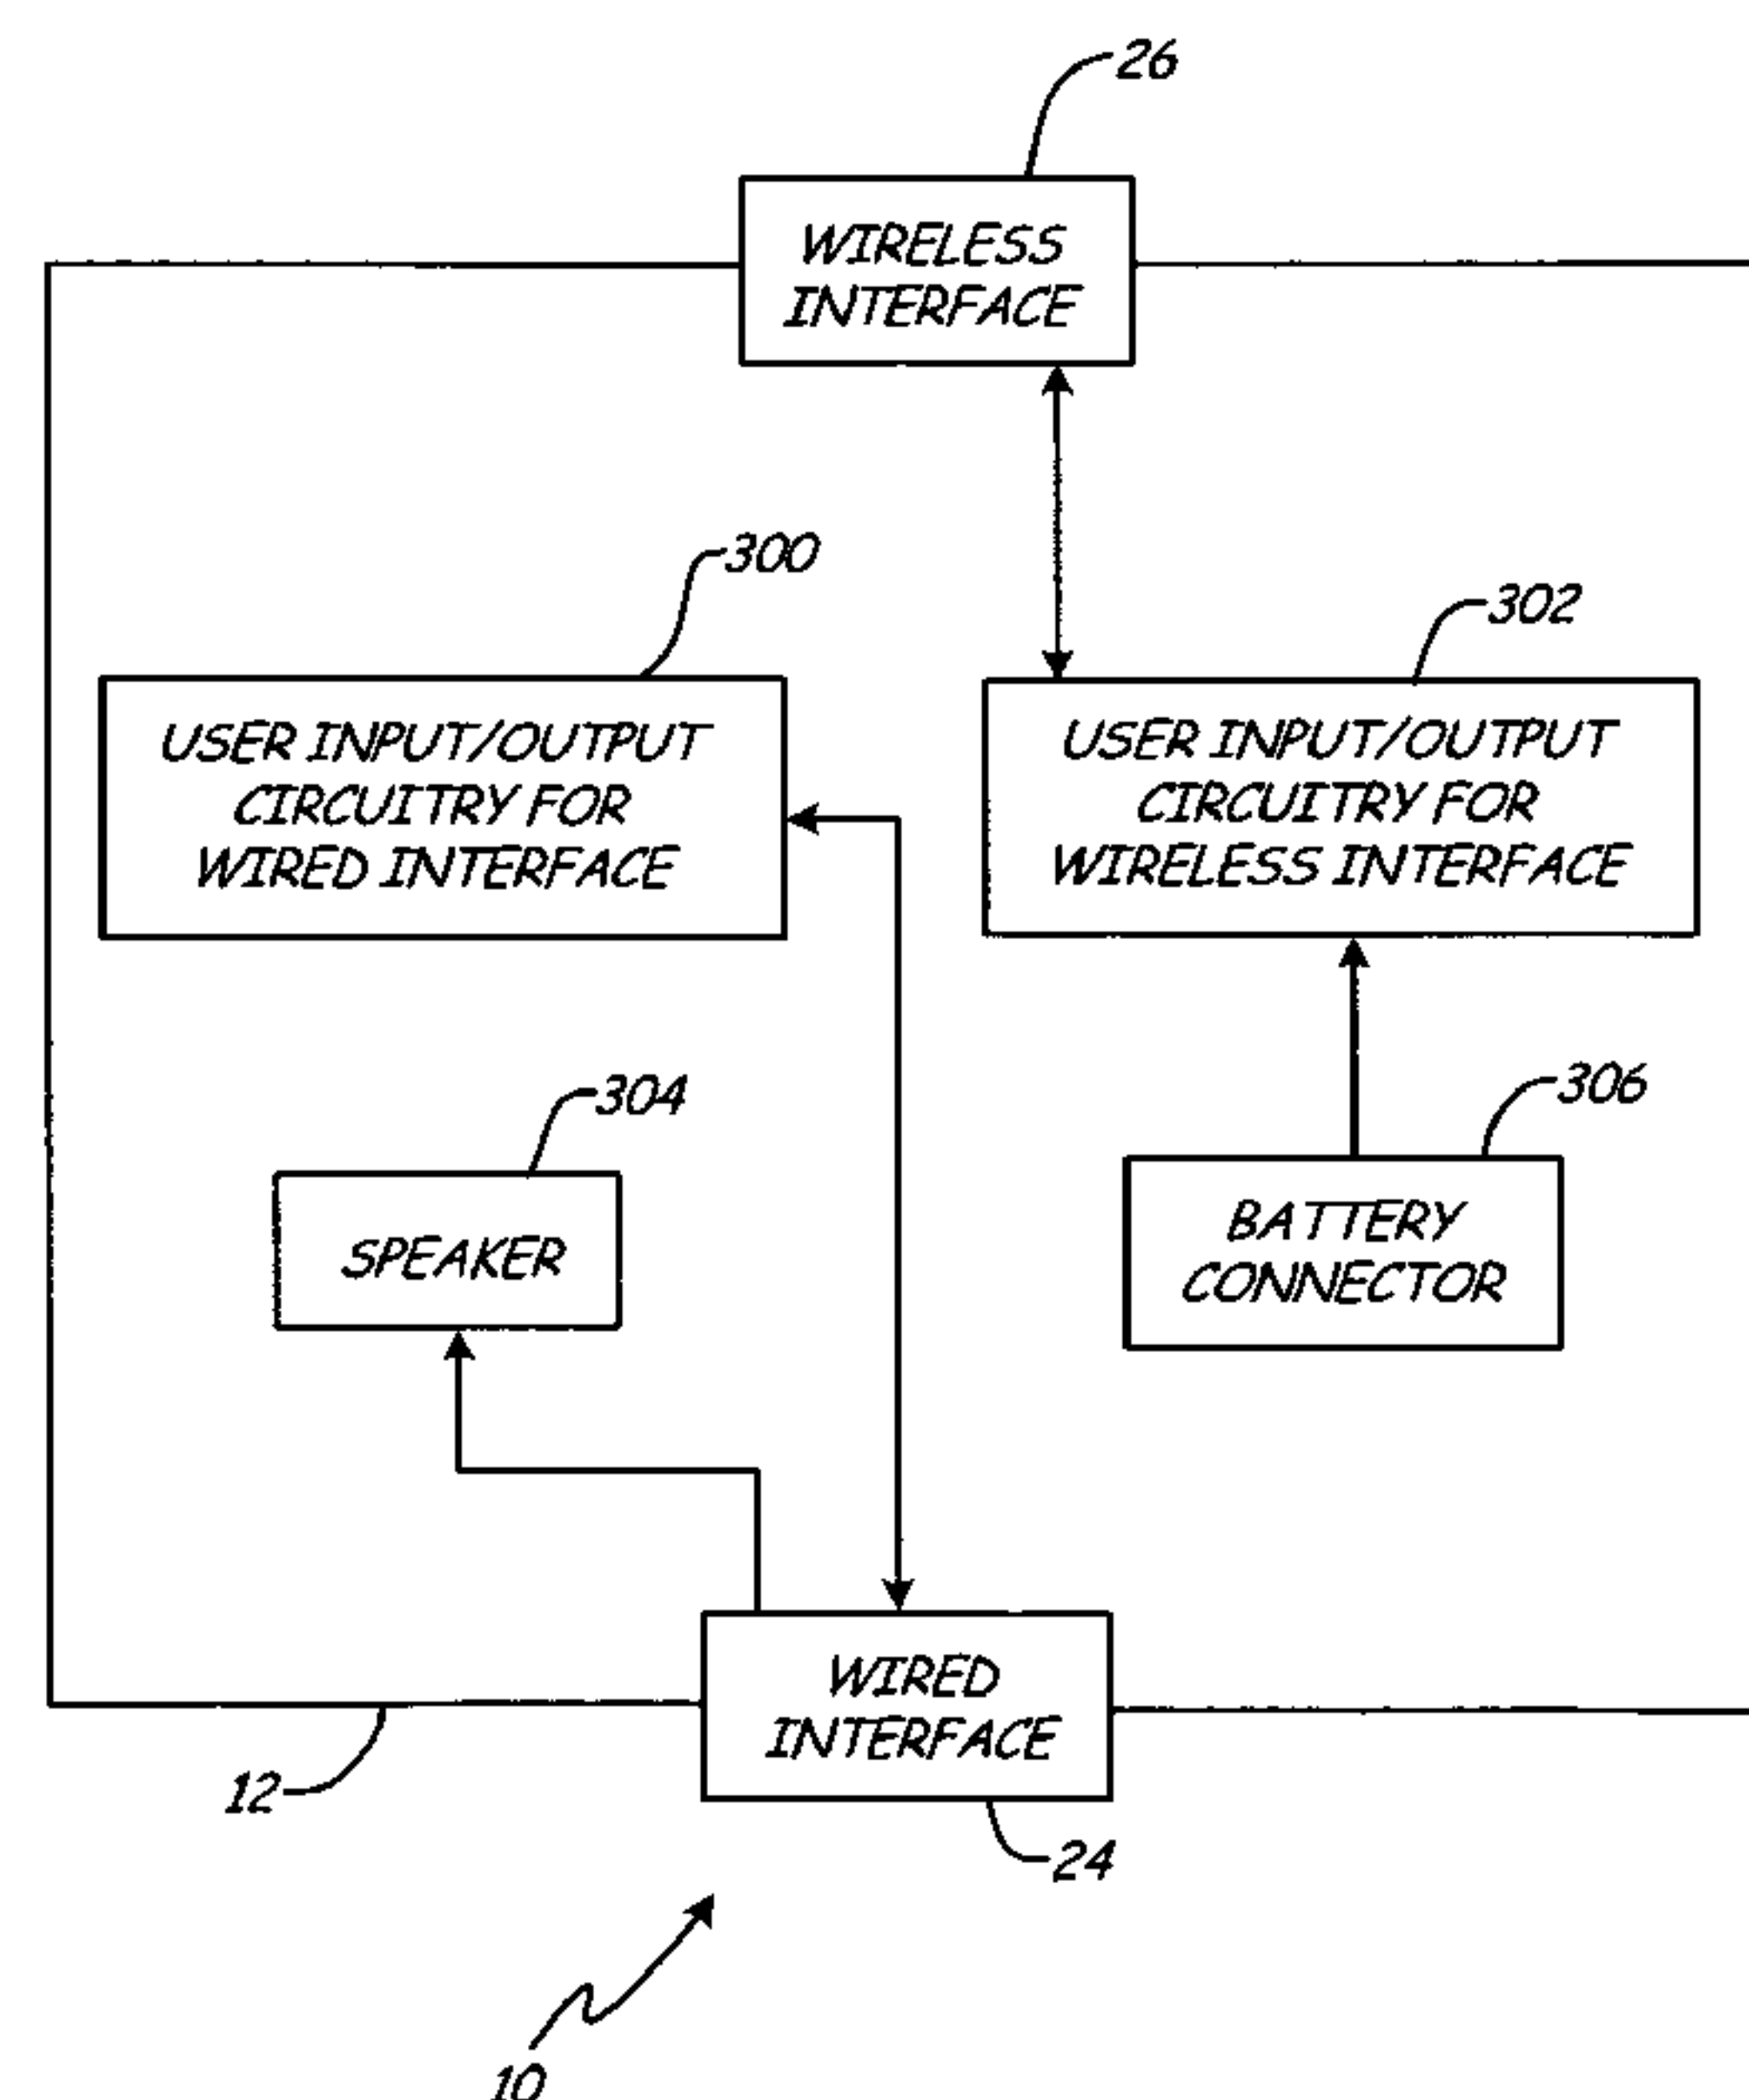 26
WIRELESS
INTERFACE
300
302
USER INPUT/OUTPUT
CIRCUITRY FOR
WIRED INTERFACE
USER INPUT/OUTPUT
CIRCUITRY FOR
WIRELESS INTERFACE
304
306
SPEAKER
BATTERY
CONNECTOR
WIRED
INTERFACE
12
24
10